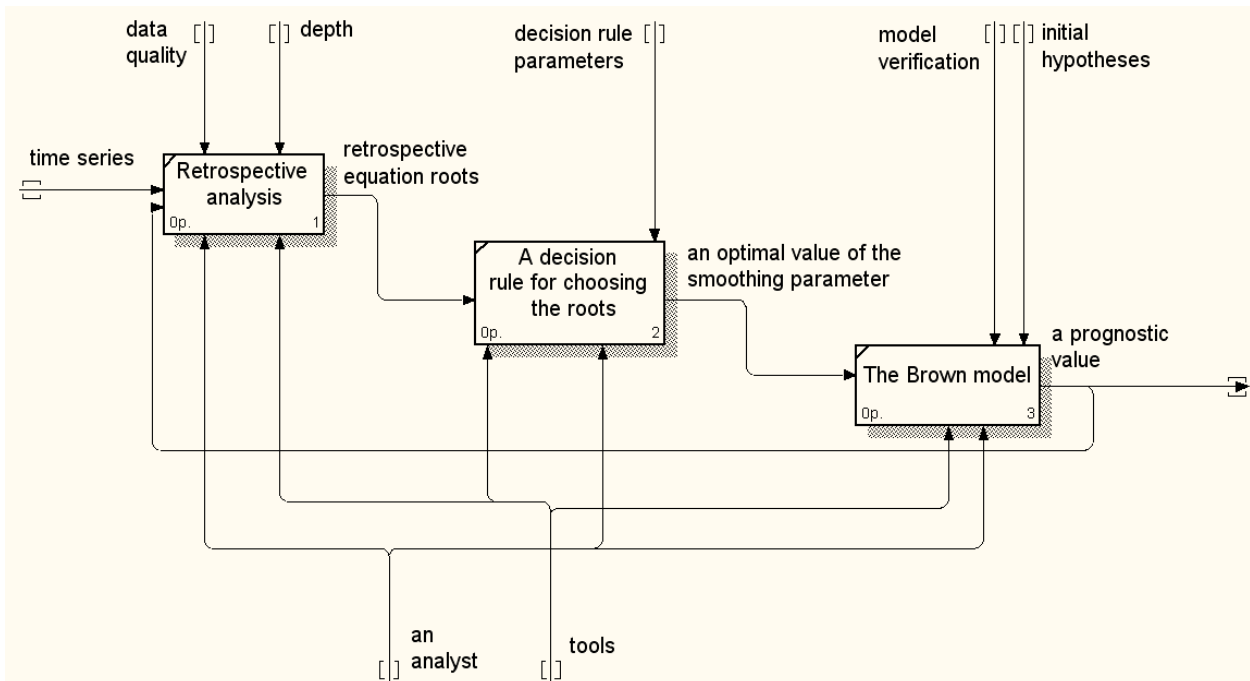 data
quality
depth
decision rule
parameters
model
verification
initial
hypotheses
time series
Retrospective
analysis
0p.
1
retrospective
equation roots
A decision
rule for choosing
the roots
0p.
2
an optimal value of the
smoothing parameter
The Brown model
0p.
3
a prognostic
value
an
analyst
tools